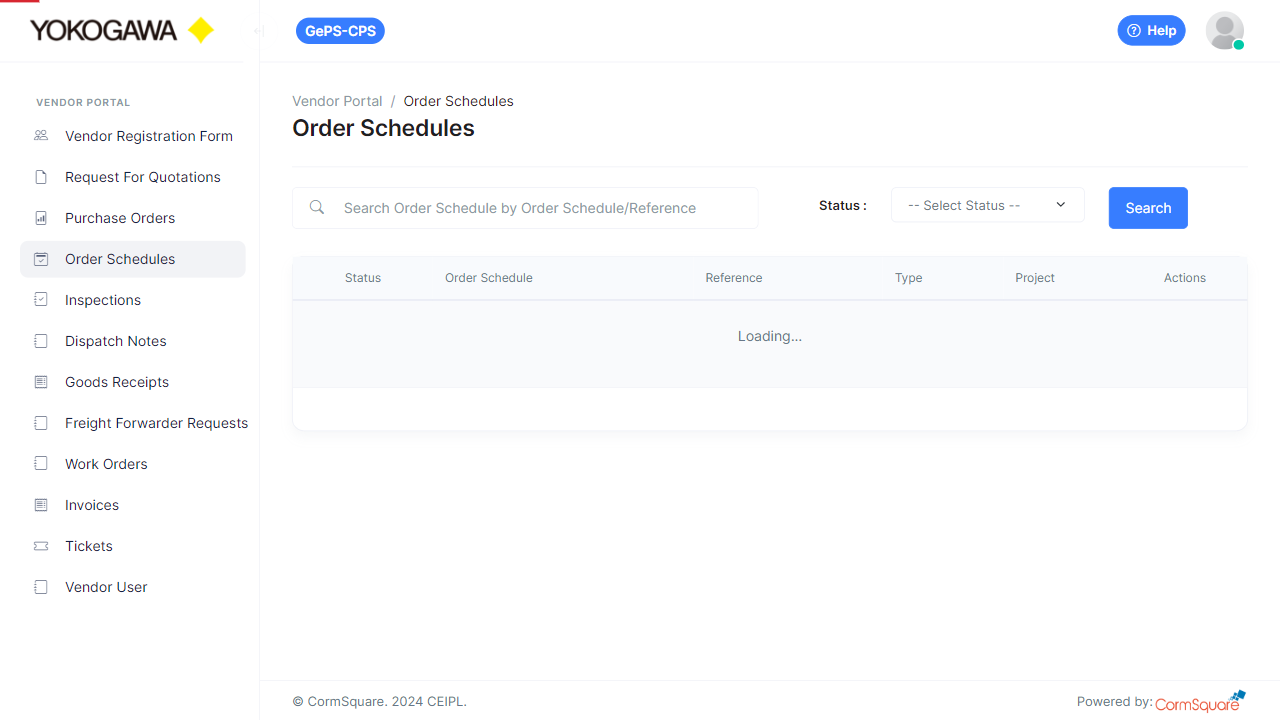 YOKOGAWA
GePS-CPS
Help
VENDOR PORTAL
Vendor Registration Form
Request For Quotations
Purchase Orders
Order Schedules
Inspections
Dispatch Notes
Goods Receipts
Freight Forwarder Requests
Work Orders
Invoices
Tickets
Vendor User
Vendor Portal / Order Schedules
Order Schedules
Search Order Schedule by Order Schedule/Reference
Status :
-- Select Status --
Search
Status Order Schedule Reference Type Project Actions
Loading...
© CormSquare. 2024 CEIPL.
Powered by: CormSquare